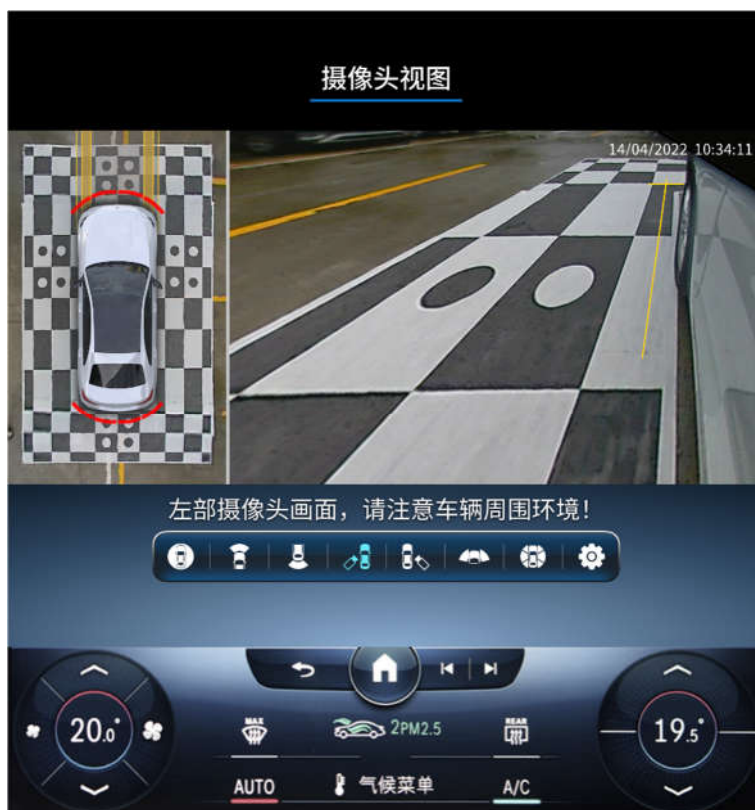 摄像头视图
14/04/2022 10:34:11
左部摄像头画面，请注意车辆周围环境！
MAX
REAR
20.0°
2PM2.5
19.5°
AUTO
气候菜单
A/C